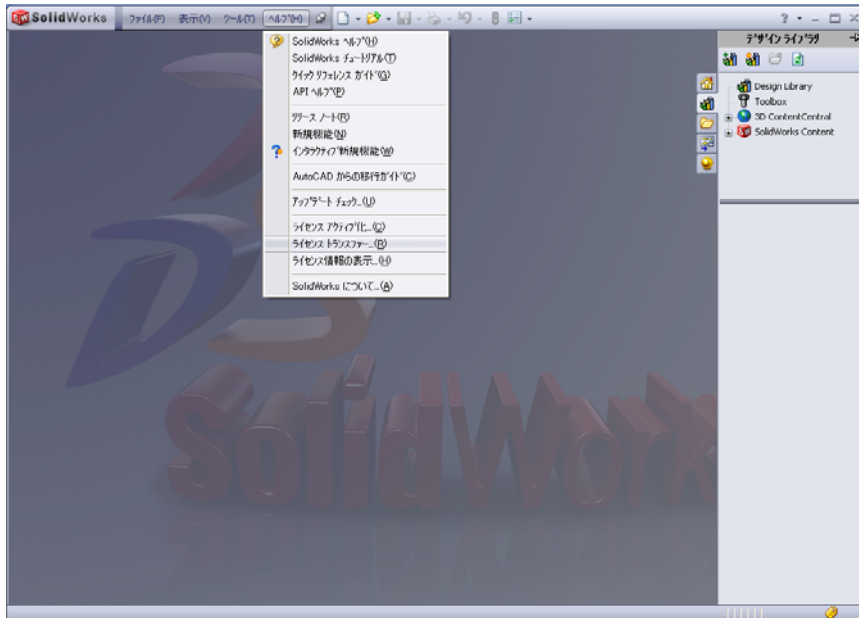 SolidWorks ファイル(F) 表示(V) ツール(T) ヘルプ(H)
SolidWorks ヘルプ(H)
SolidWorks チュートリアル(T)
クイック リファレンス ガイド(G)
API ヘルプ(P)
リリース ノート(R)
新規機能(N)
インタラクティブ新規機能(W)
AutoCAD からの移行ガイド(C)
アップデート チェック...(U)
ライセンス アクティブ化...(C)
ライセンス トランスファー...(R)
ライセンス情報の表示...(H)
SolidWorks について...(A)
デザイン ライブラリ
Design Library
Toolbox
3D ContentCentral
SolidWorks Content
SolidWork